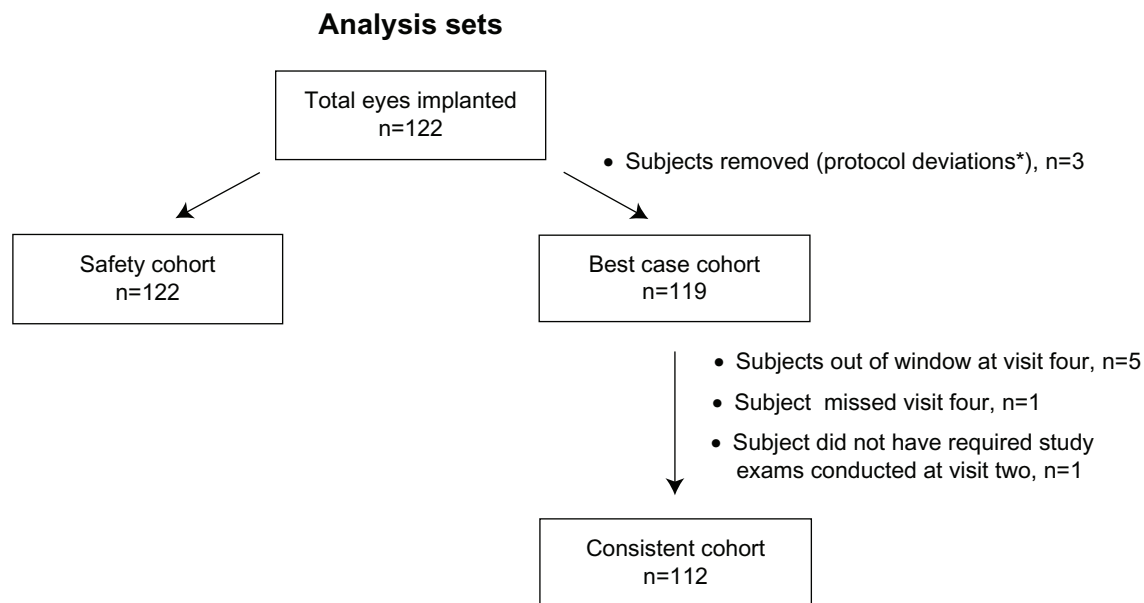 Analysis sets
Total eyes implanted
n=122
• Subjects removed (protocol deviations*), n=3
Safety cohort
n=122
Best case cohort
n=119
• Subjects out of window at visit four, n=5
• Subject missed visit four, n=1
• Subject did not have required study
exams conducted at visit two, n=1
Consistent cohort
n=112